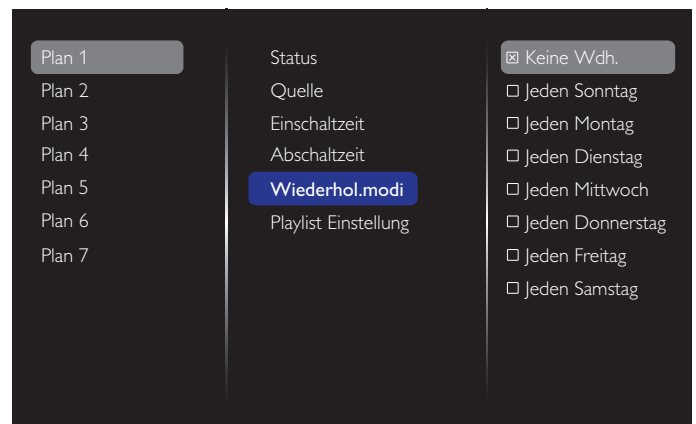 Plan 1
Plan 2
Plan 3
Plan 4
Plan 5
Plan 6
Plan 7
Status
Quelle
Einschaltzeit
Abschaltzeit
Wiederhol.modi
Playlist Einstellung
Keine Wdh.
Jeden Sonntag
Jeden Montag
Jeden Dienstag
Jeden Mittwoch
Jeden Donnerstag
Jeden Freitag
Jeden Samstag